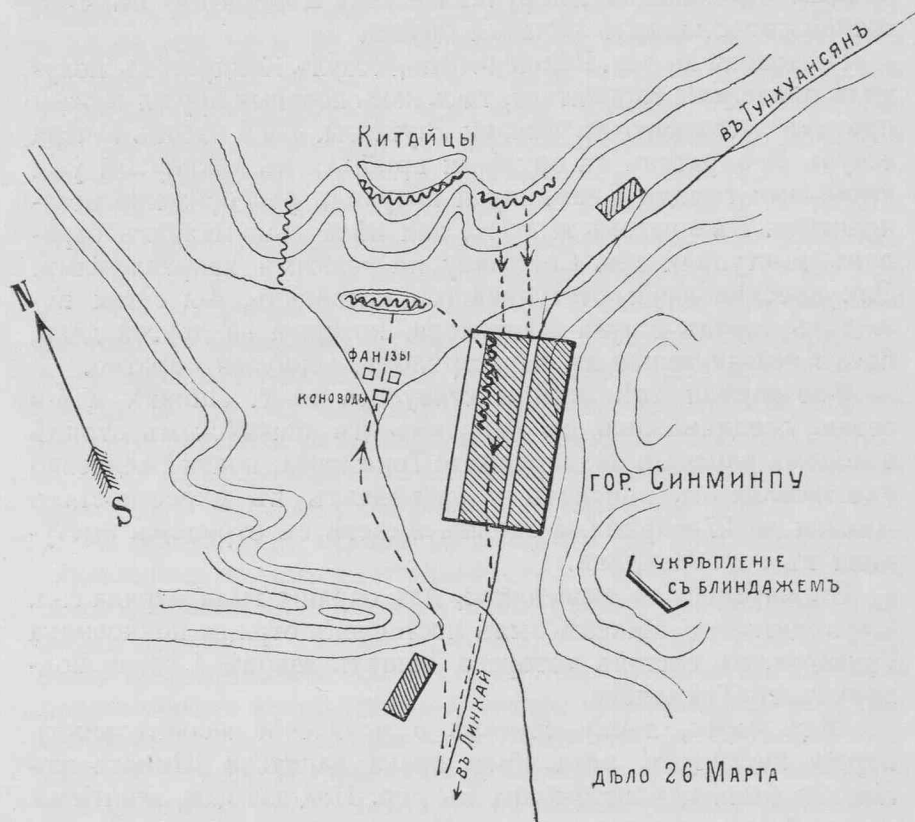 въ Тунхуансянъ
Китайцы
N
ФАНЗЫ
КОНОВОДЫ
S
ГОР. СИНМИНПУ
УКРѢПЛЕНІЕ
СЪ БЛИНДАЖЕМЪ
въ Линкай
ДѢЛО 26 МАРТА